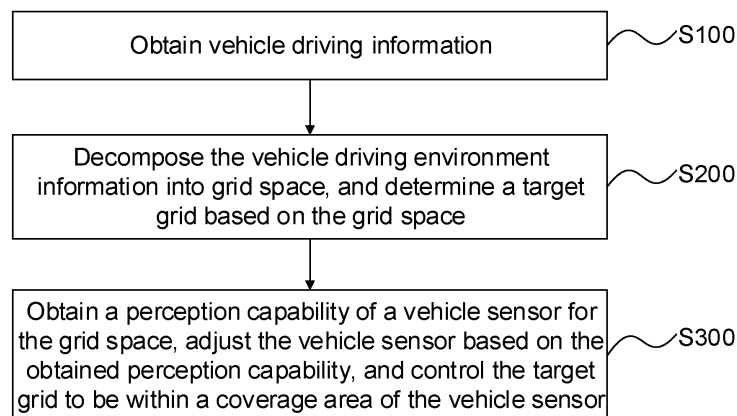 Obtain vehicle driving information
S100
Decompose the vehicle driving environment
information into grid space, and determine a target
grid based on the grid space
S200
Obtain a perception capability of a vehicle sensor for
the grid space, adjust the vehicle sensor based on the
obtained perception capability, and control the target
grid to be within a coverage area of the vehicle sensor
S300